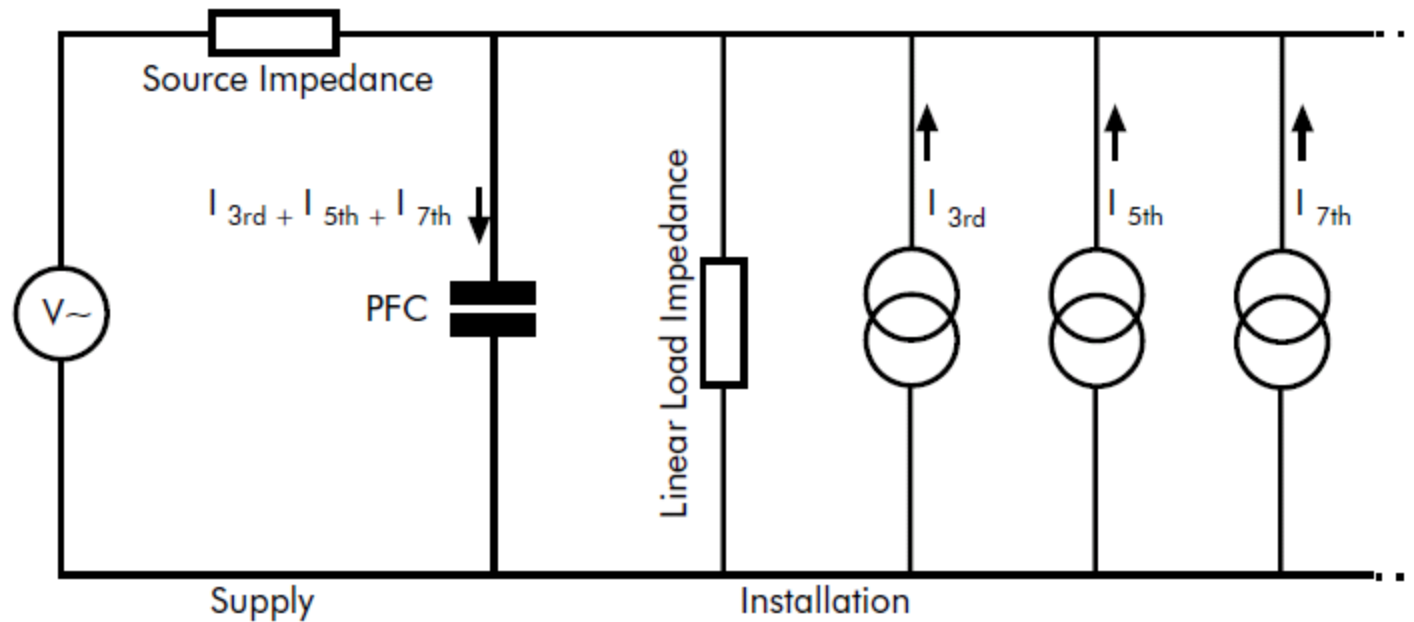 Source Impedance
I 3rd + I 5th + I 7th
V~
PFC
Linear Load Impedance
I 3rd
I 5th
I 7th
Supply
Installation